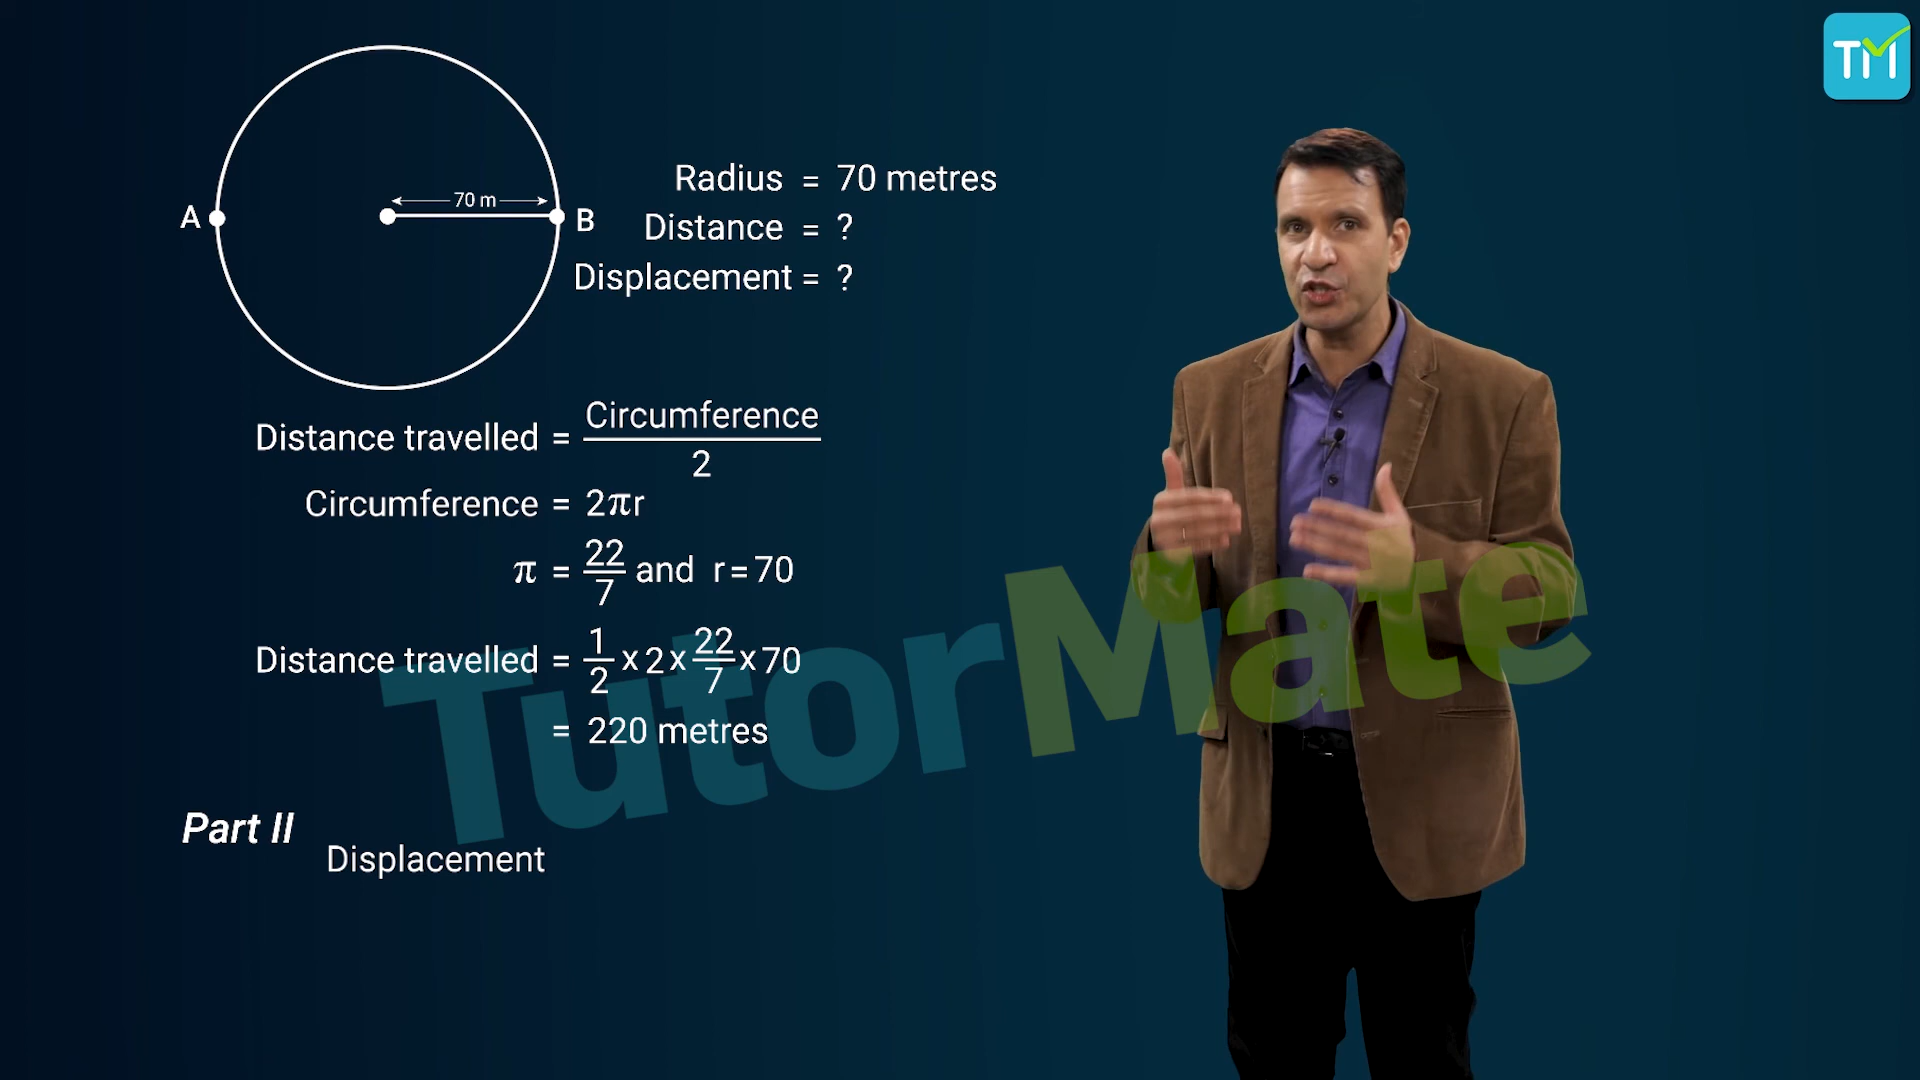 TM
70 m
A
B
Radius = 70 metres
Distance = ?
Displacement = ?
Distance travelled = Circumference
2
Circumference = 2πr
π = 22/7 and r = 70
Distance travelled = 1/2 x 2 x 22/7 x 70
= 220 metres
TutorMate
Part II
Displacement